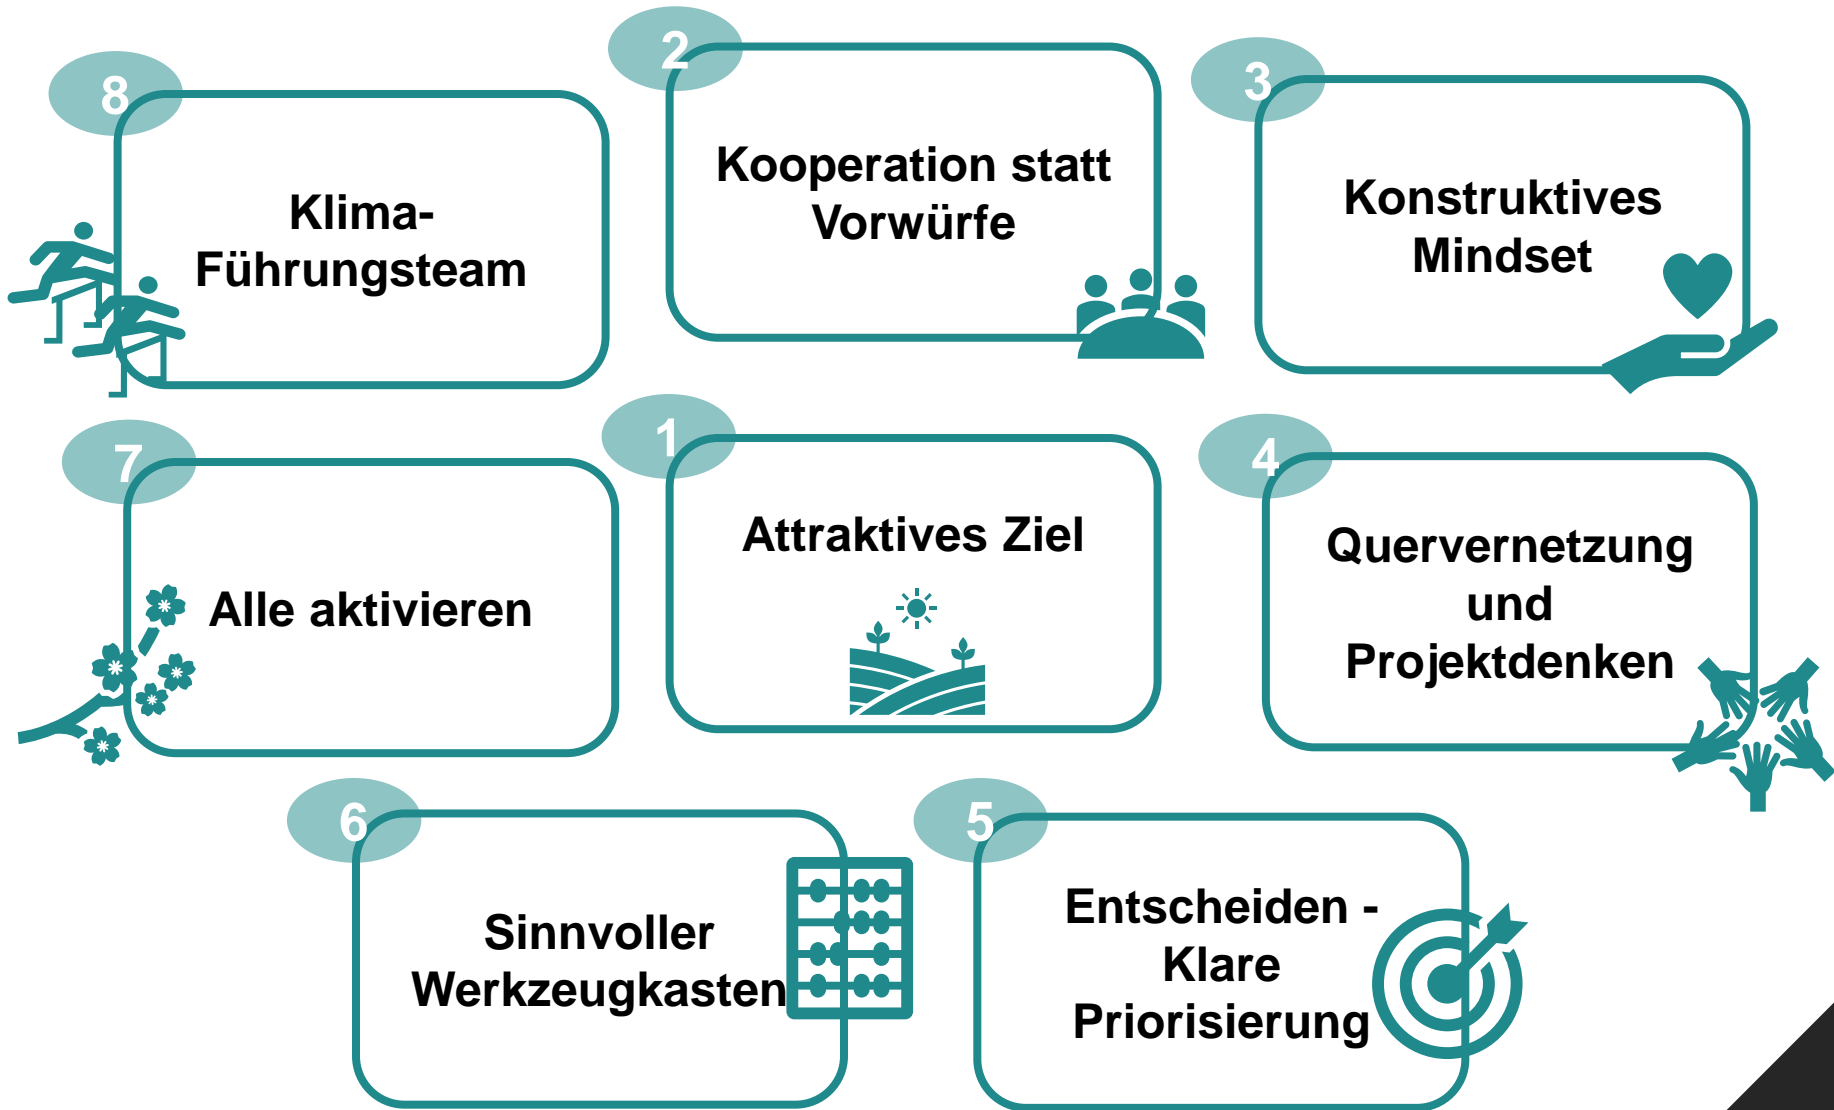 8
Klima-
Führungsteam
2
Kooperation statt
Vorwürfe
3
Konstruktives
Mindset
7
Alle aktivieren
1
Attraktives Ziel
4
Quervernetzung
und
Projektdenken
6
Sinnvoller
Werkzeugkasten
5
Entscheiden -
Klare
Priorisierung